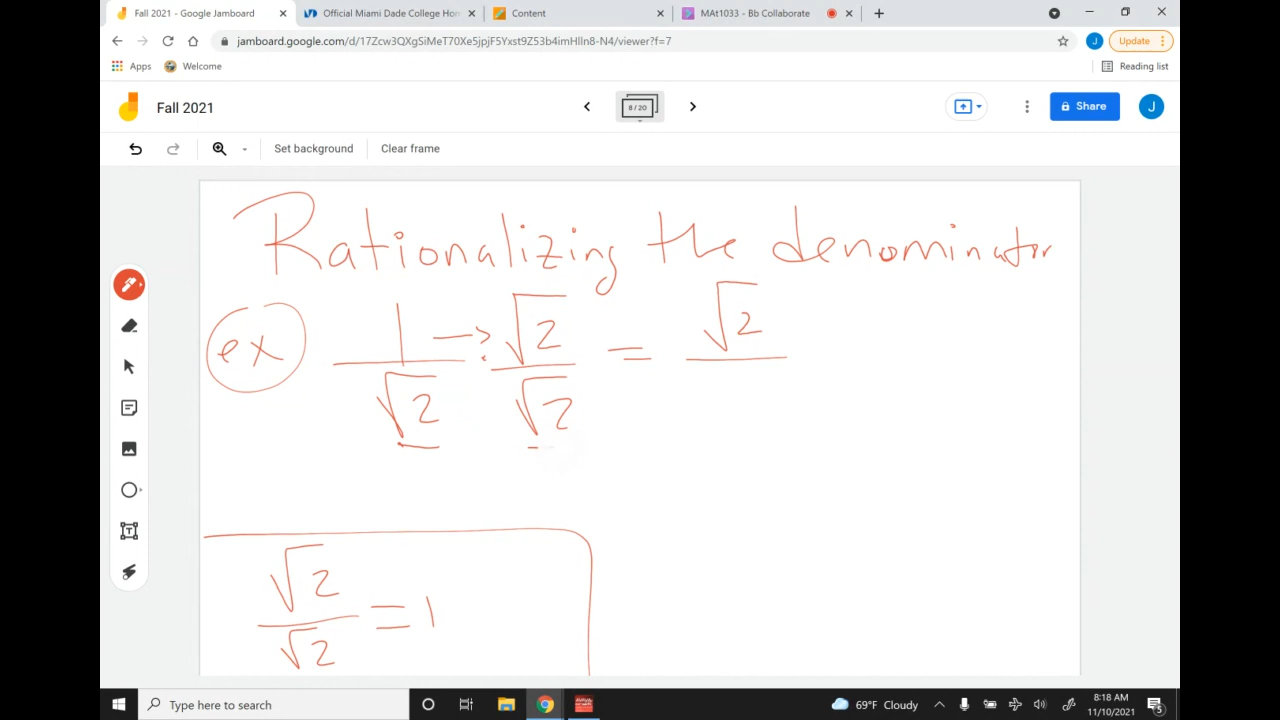 Fall 2021 - Google Jamboard
Official Miami Dade College Hom
Content
MAt1033 - Bb Collaborate
jamboard.google.com/d/17Zcw3QXgSiMeT70Xe5jpjF5Yxst9Z53b4imHlln8-N4/viewer?f=7
J
Update
Apps
Welcome
Reading list
Fall 2021
8 / 20
Share
J
Set background
Clear frame
Rationalizing the denominator
ex
1 → · √2 = √2
√2 √2
√2
= 1
√2
Type here to search
69°F Cloudy
8:18 AM
11/10/2021
5